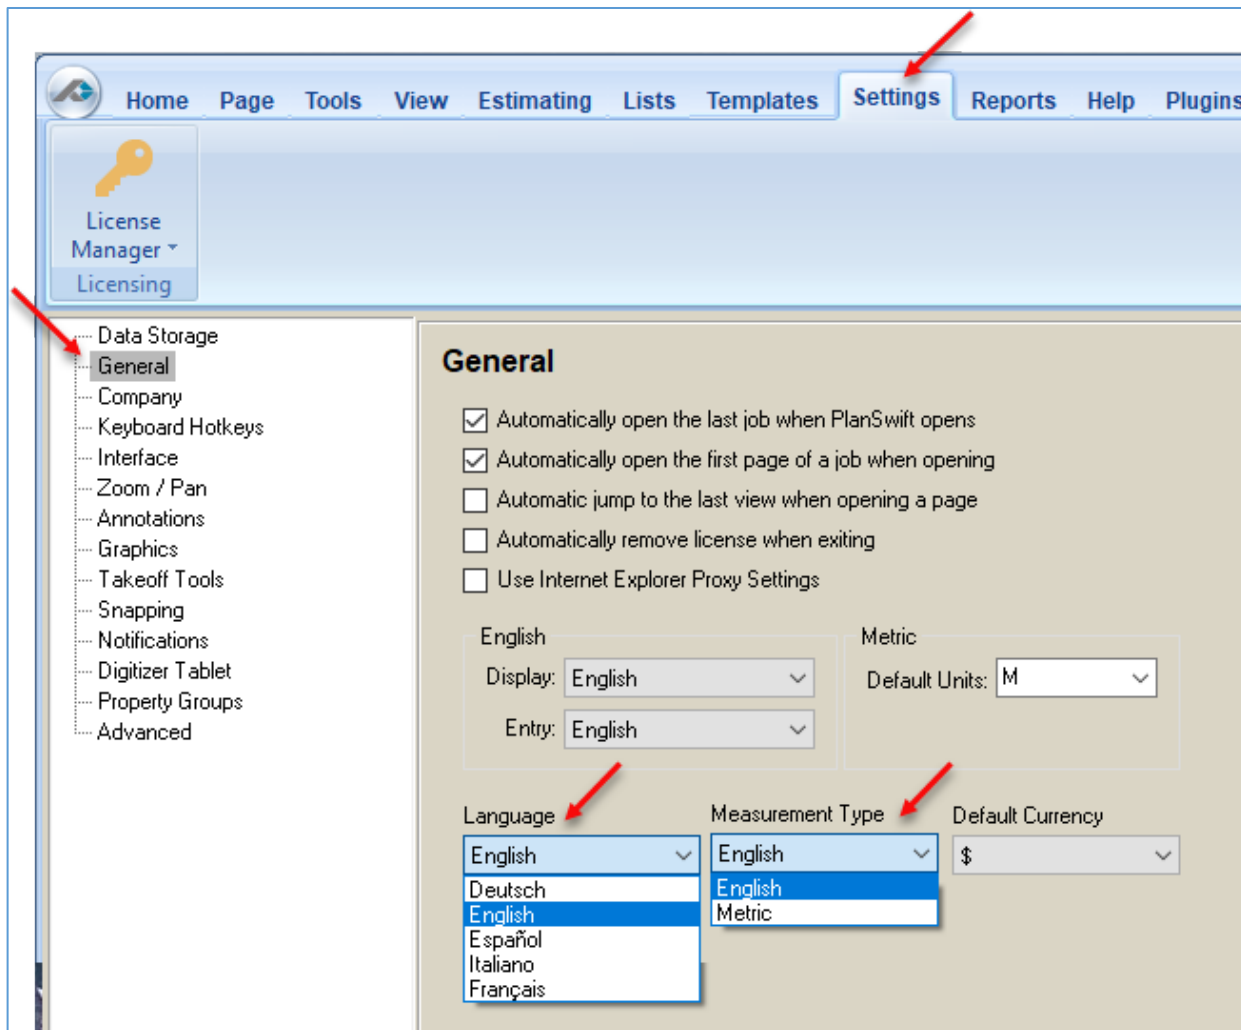 Home Page Tools View Estimating Lists Templates Settings Reports Help Plugins
License
Manager
Licensing
Data Storage
General
Company
Keyboard Hotkeys
Interface
Zoom / Pan
Annotations
Graphics
Takeoff Tools
Snapping
Notifications
Digitizer Tablet
Property Groups
Advanced
General
Automatically open the last job when PlanSwift opens
Automatically open the first page of a job when opening
Automatic jump to the last view when opening a page
Automatically remove license when exiting
Use Internet Explorer Proxy Settings
English
Display: English
Entry: English
Metric
Default Units: M
Language
English
Deutsch
English
Español
Italiano
Français
Measurement Type
English
English
Metric
Default Currency
$